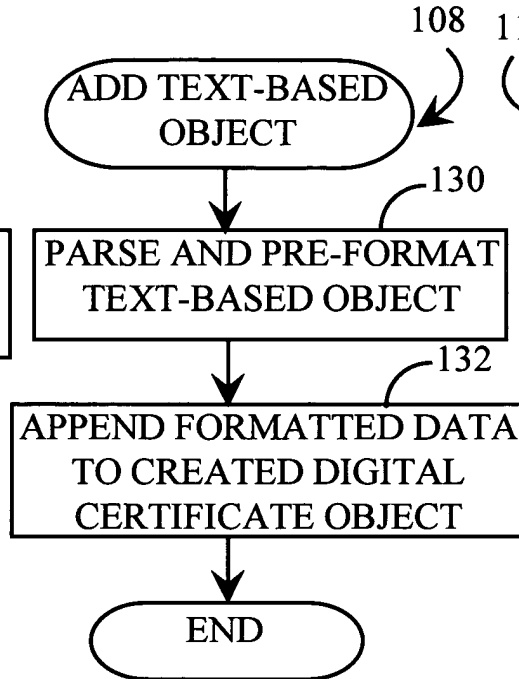 108
ADD TEXT-BASED
OBJECT
130
PARSE AND PRE-FORMAT
TEXT-BASED OBJECT
132
APPEND FORMATTED DATA
TO CREATED DIGITAL
CERTIFICATE OBJECT
END